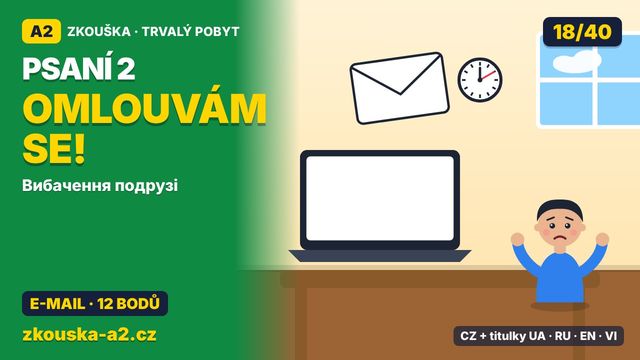 A2 ZKOUŠKA · TRVALÝ POBYT
18/40
PSANÍ 2
OMLOUVÁM
SE!
Вибачення подрузі
E-MAIL · 12 BODŮ
zkouska-a2.cz
CZ + titulky UA · RU · EN · VI